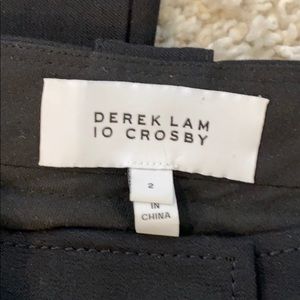 DEREK LAM
10 CROSBY
2
IN
CHINA